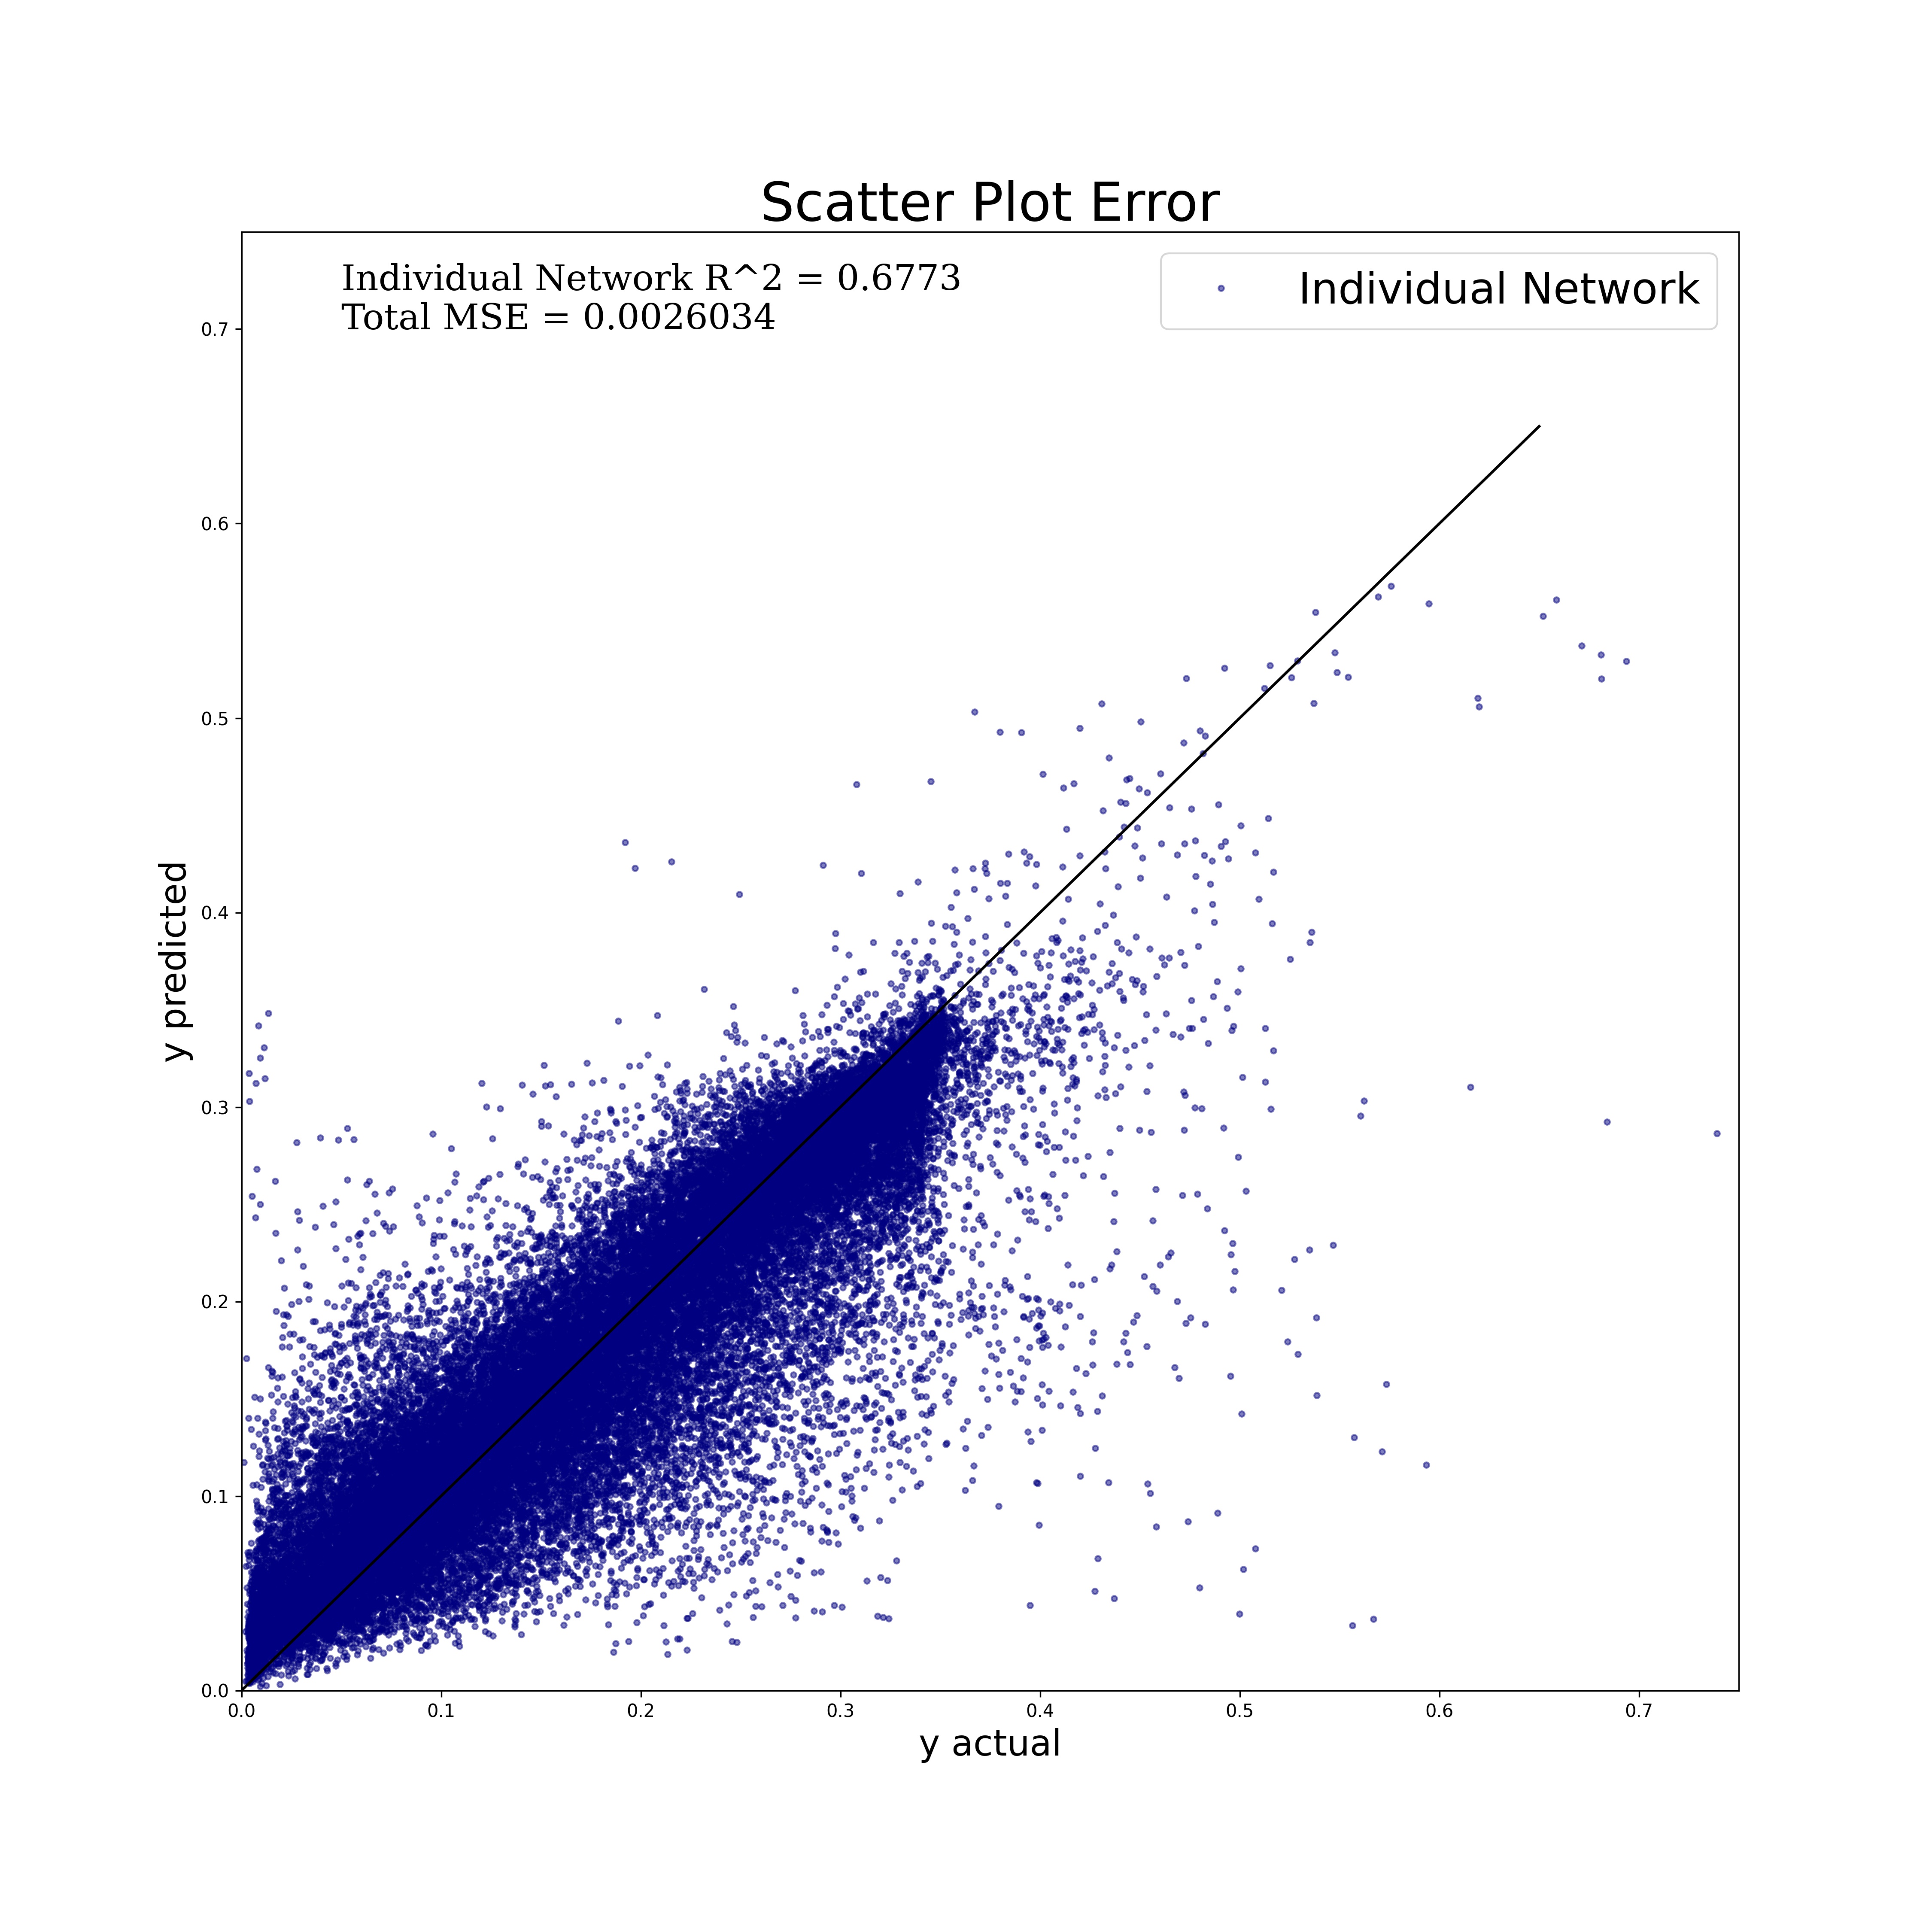 Scatter Plot Error
Individual Network R^2 = 0.6773
Total MSE = 0.0026034
Individual Network
0.7
0.6
0.5
0.4
0.3
0.2
0.1
0.0
y predicted
0.0 0.1 0.2 0.3 0.4 0.5 0.6 0.7
y actual